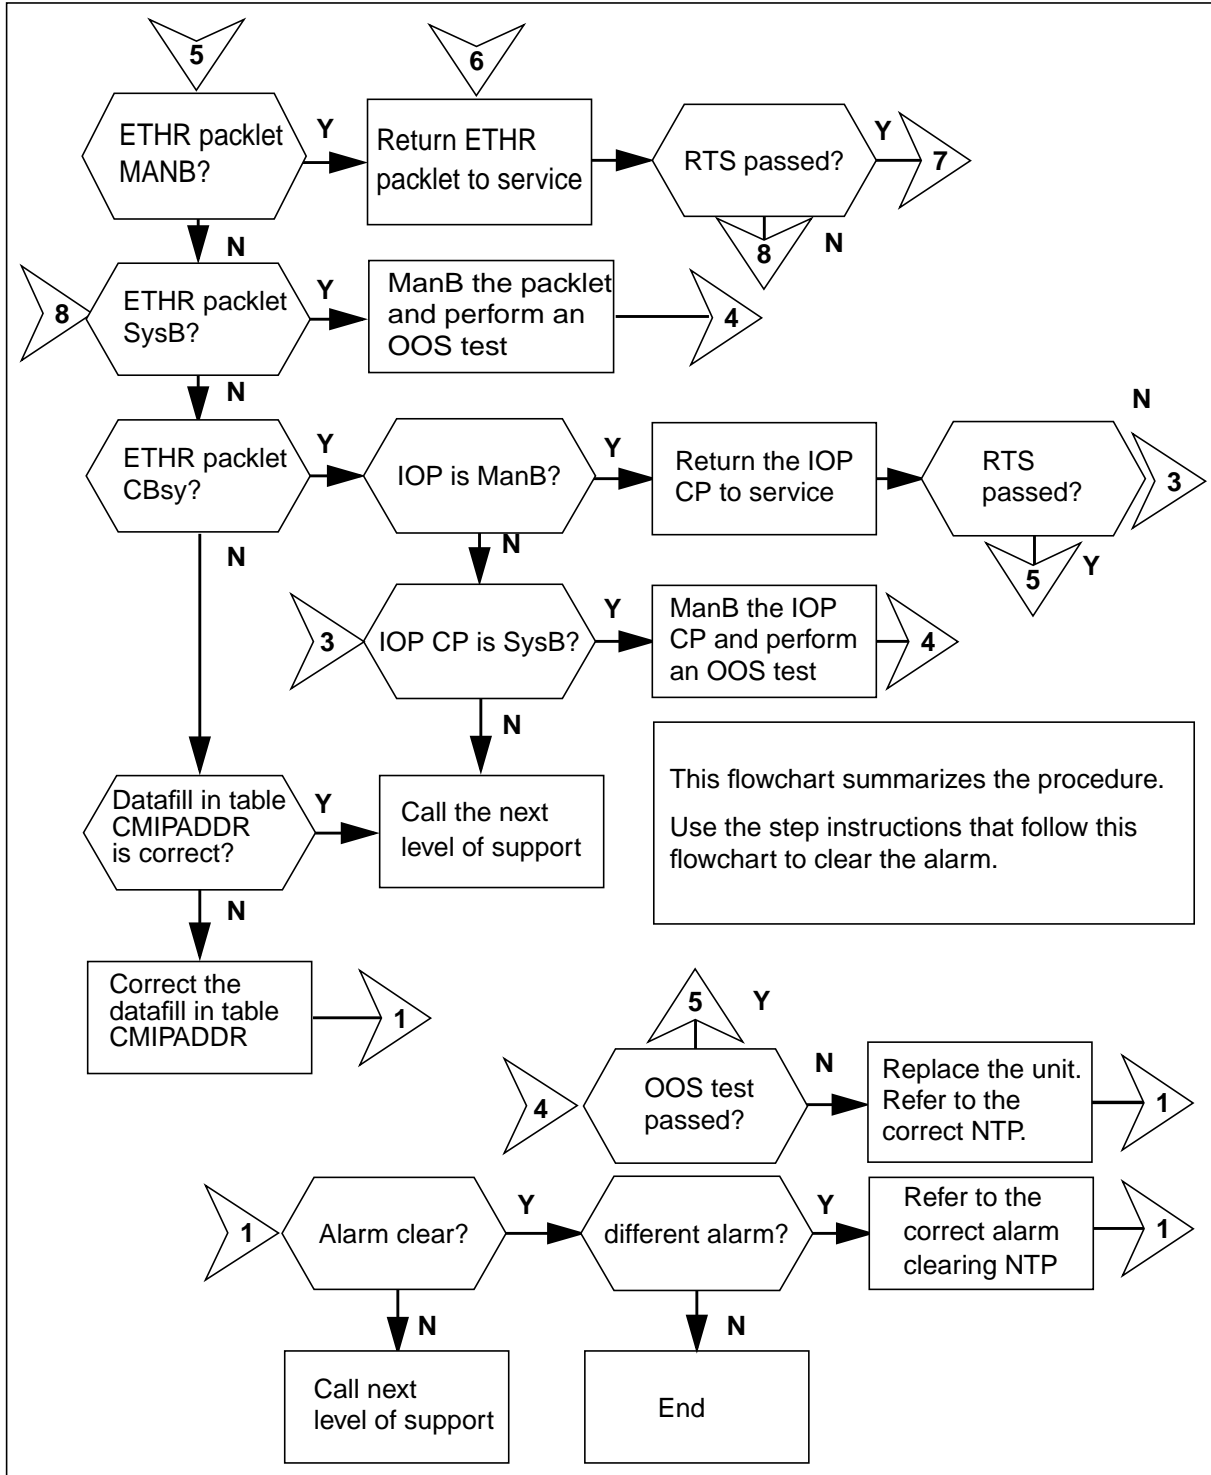 5
6
ETHR packlet
MANB?
Y
Return ETHR
packlet to service
RTS passed?
Y
7
N
8
N
8
ETHR packlet
SysB?
Y
ManB the packlet
and perform an
OOS test
4
N
ETHR packlet
CBsy?
Y
IOP is ManB?
Y
Return the IOP
CP to service
RTS
passed?
N
3
N
N
5
Y
3
IOP CP is SysB?
Y
ManB the IOP
CP and perform
an OOS test
4
N
Datafill in table
CMIPADDR
is correct?
Y
Call the next
level of support
This flowchart summarizes the procedure.
Use the step instructions that follow this
flowchart to clear the alarm.
N
Correct the
datafill in table
CMIPADDR
1
5
Y
4
OOS test
passed?
N
Replace the unit.
Refer to the
correct NTP.
1
1
Alarm clear?
Y
different alarm?
Y
Refer to the
correct alarm
clearing NTP
1
N
N
Call next
level of support
End